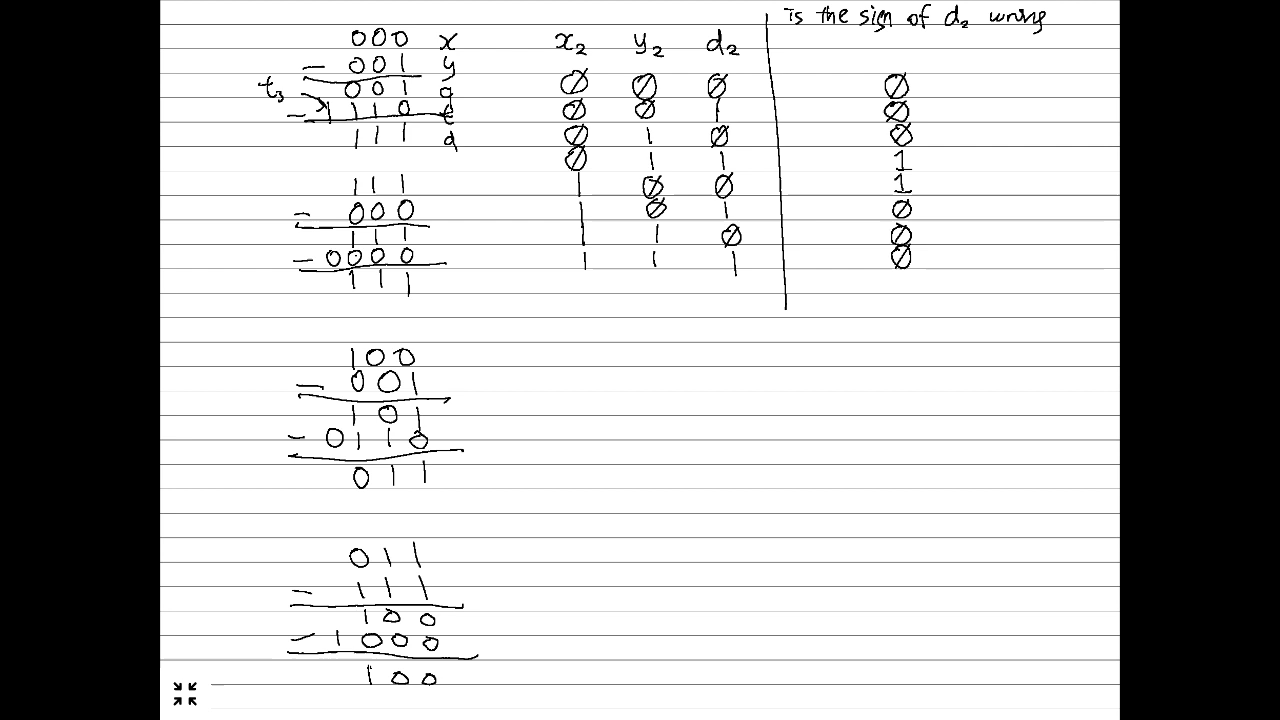 is the sign of d₂ wrong
000 x
- 001 y
001 a
t₃
- 1110 t
111 d
111
- 000
111
- 0000
111
100
- 001
101
- 0110
011
011
- 111
100
- 1000
100
x₂ y₂ d₂
0 0 0 0
0 0 1 0
0 1 0 0
0 1 1 1
1 0 0 1
1 0 1 0
1 1 0 0
1 1 1 0